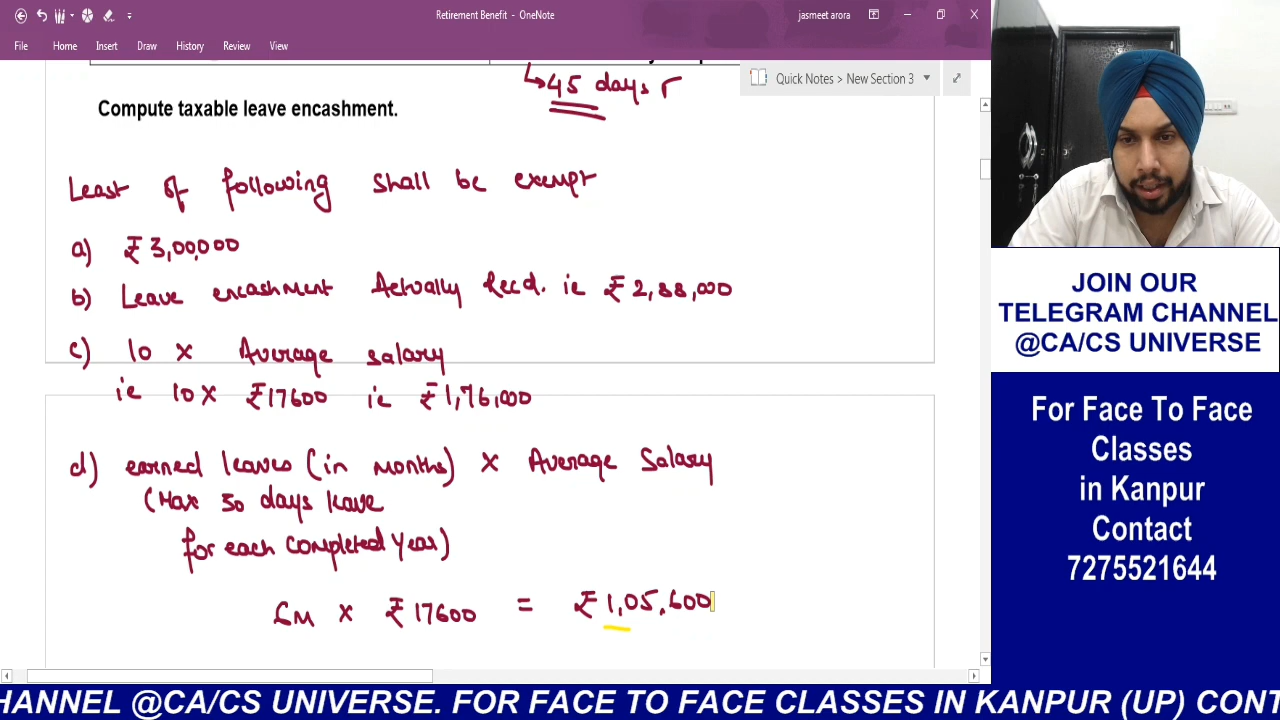 Retirement Benefit - OneNote
jasmeet arora
File Home Insert Draw History Review View
Quick Notes > New Section 3
↳45 days
Compute taxable leave encashment.
Least of following shall be exempt
a) ₹3,00,000
b) Leave encashment Actually Recd. ie ₹2,88,000
c) 10 x Average salary
ie 10 x ₹17600 ie ₹1,76,000
d) earned leaves (in months) x Average Salary
(Max 30 days leave
for each completed year)
6M x ₹17600 = ₹1,05,600
JOIN OUR
TELEGRAM CHANNEL
@CA/CS UNIVERSE
For Face To Face
Classes
in Kanpur
Contact
7275521644
CHANNEL @CA/CS UNIVERSE. FOR FACE TO FACE CLASSES IN KANPUR (UP) CONT